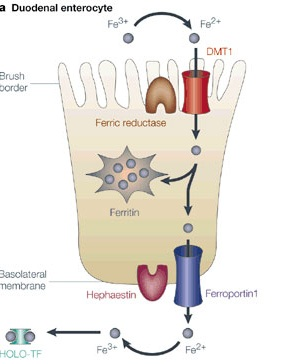 a Duodenal enterocyte
Fe3+
Fe2+
DMT1
Brush
border
Ferric reductase
Ferritin
Basolateral
membrane
Hephaestin
Ferroportin1
HOLO-TF
Fe3+
Fe2+